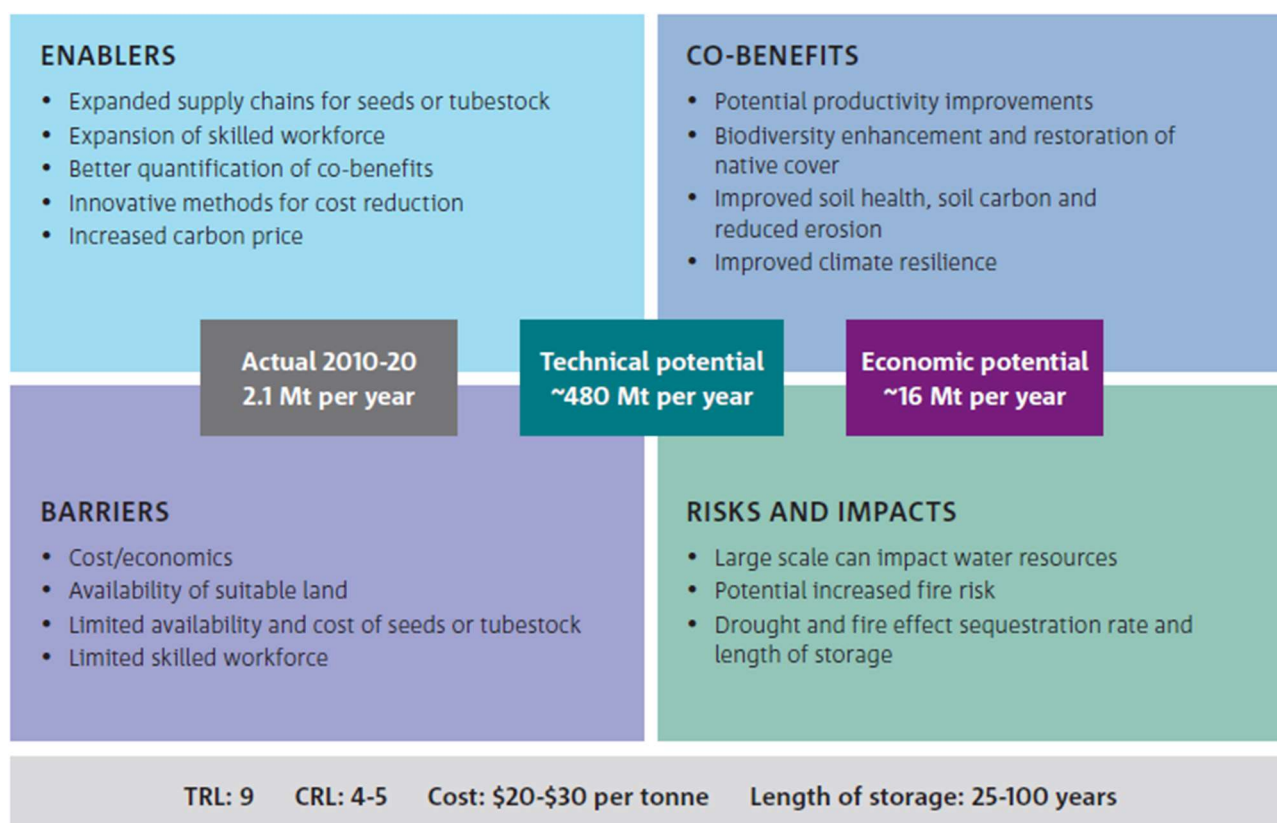 ENABLERS
• Expanded supply chains for seeds or tubestock
• Expansion of skilled workforce
• Better quantification of co-benefits
• Innovative methods for cost reduction
• Increased carbon price
CO-BENEFITS
• Potential productivity improvements
• Biodiversity enhancement and restoration of
native cover
• Improved soil health, soil carbon and
reduced erosion
• Improved climate resilience
Actual 2010-20
2.1 Mt per year
Technical potential
~480 Mt per year
Economic potential
~16 Mt per year
BARRIERS
• Cost/economics
• Availability of suitable land
• Limited availability and cost of seeds or tubestock
• Limited skilled workforce
RISKS AND IMPACTS
• Large scale can impact water resources
• Potential increased fire risk
• Drought and fire effect sequestration rate and
length of storage
TRL: 9 CRL: 4-5 Cost: $20-$30 per tonne Length of storage: 25-100 years